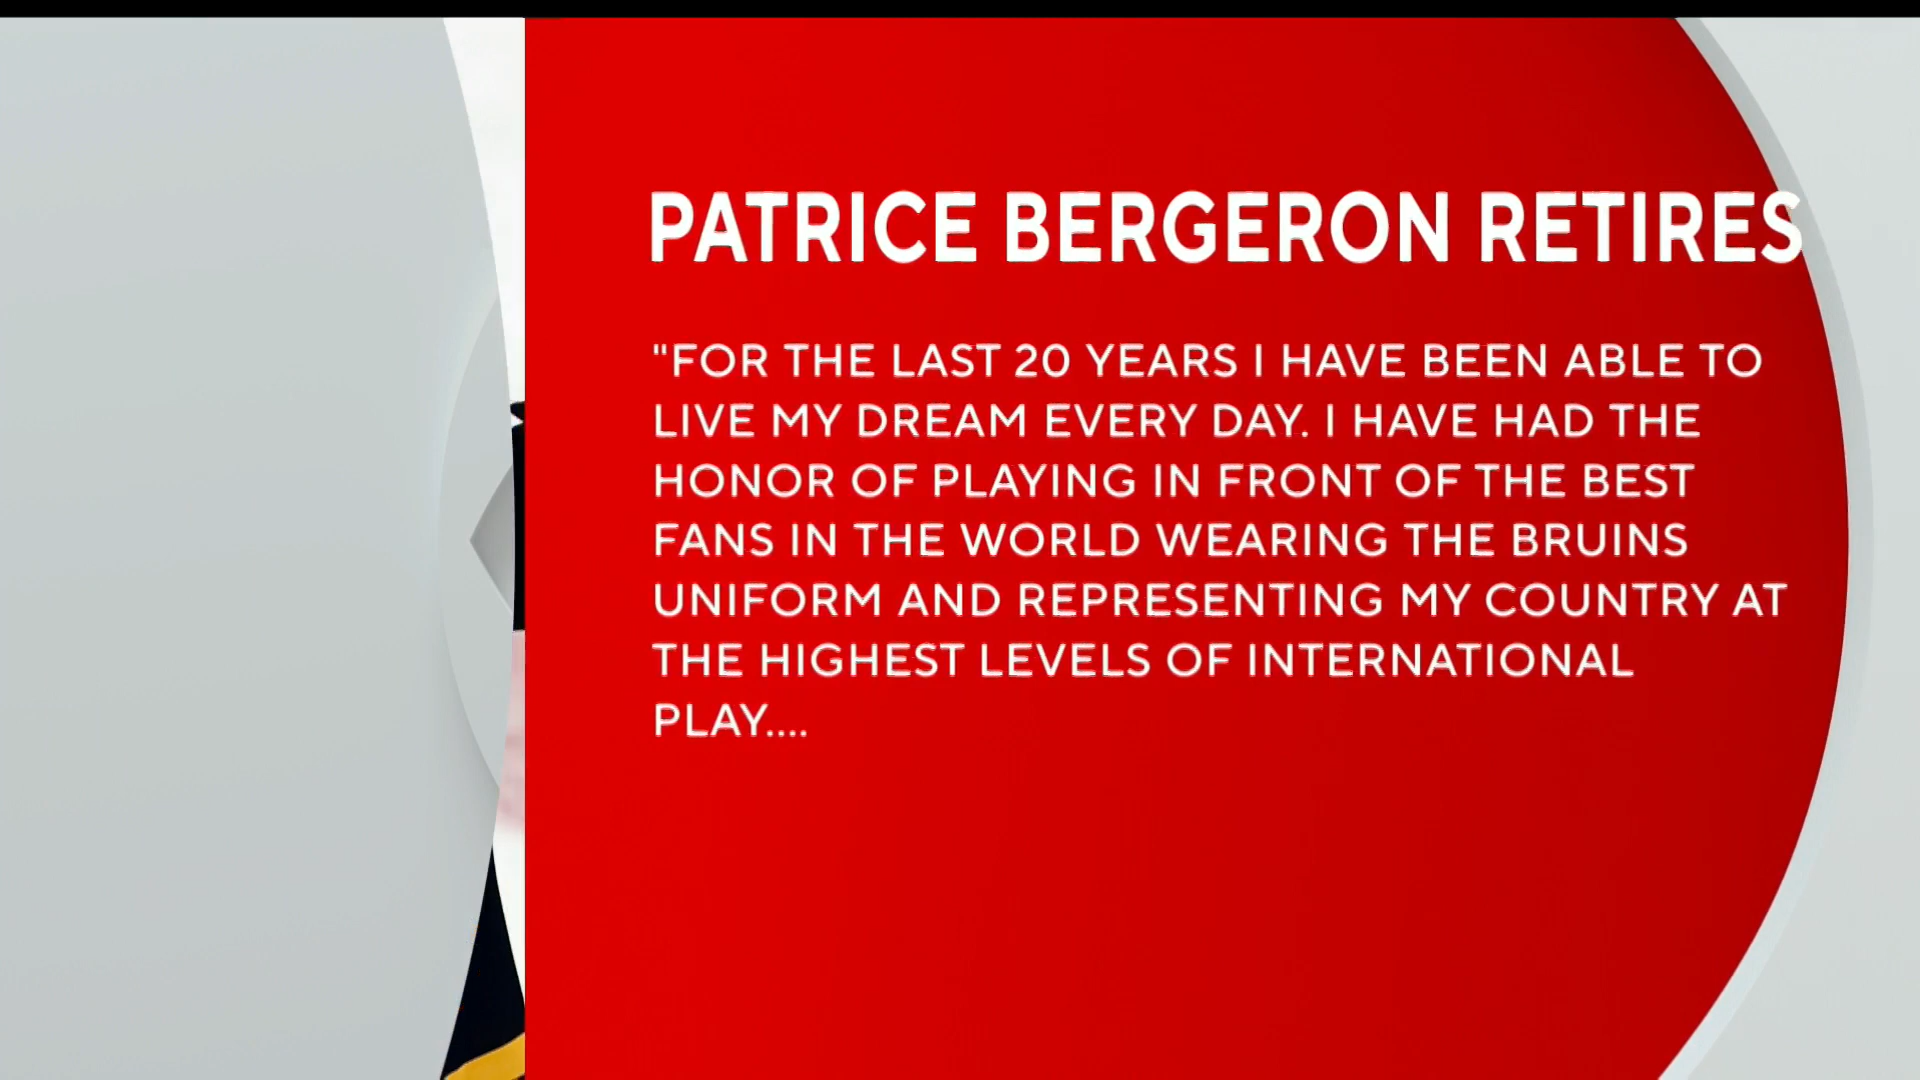 PATRICE BERGERON RETIRES
"FOR THE LAST 20 YEARS I HAVE BEEN ABLE TO
LIVE MY DREAM EVERY DAY. I HAVE HAD THE
HONOR OF PLAYING IN FRONT OF THE BEST
FANS IN THE WORLD WEARING THE BRUINS
UNIFORM AND REPRESENTING MY COUNTRY AT
THE HIGHEST LEVELS OF INTERNATIONAL
PLAY....